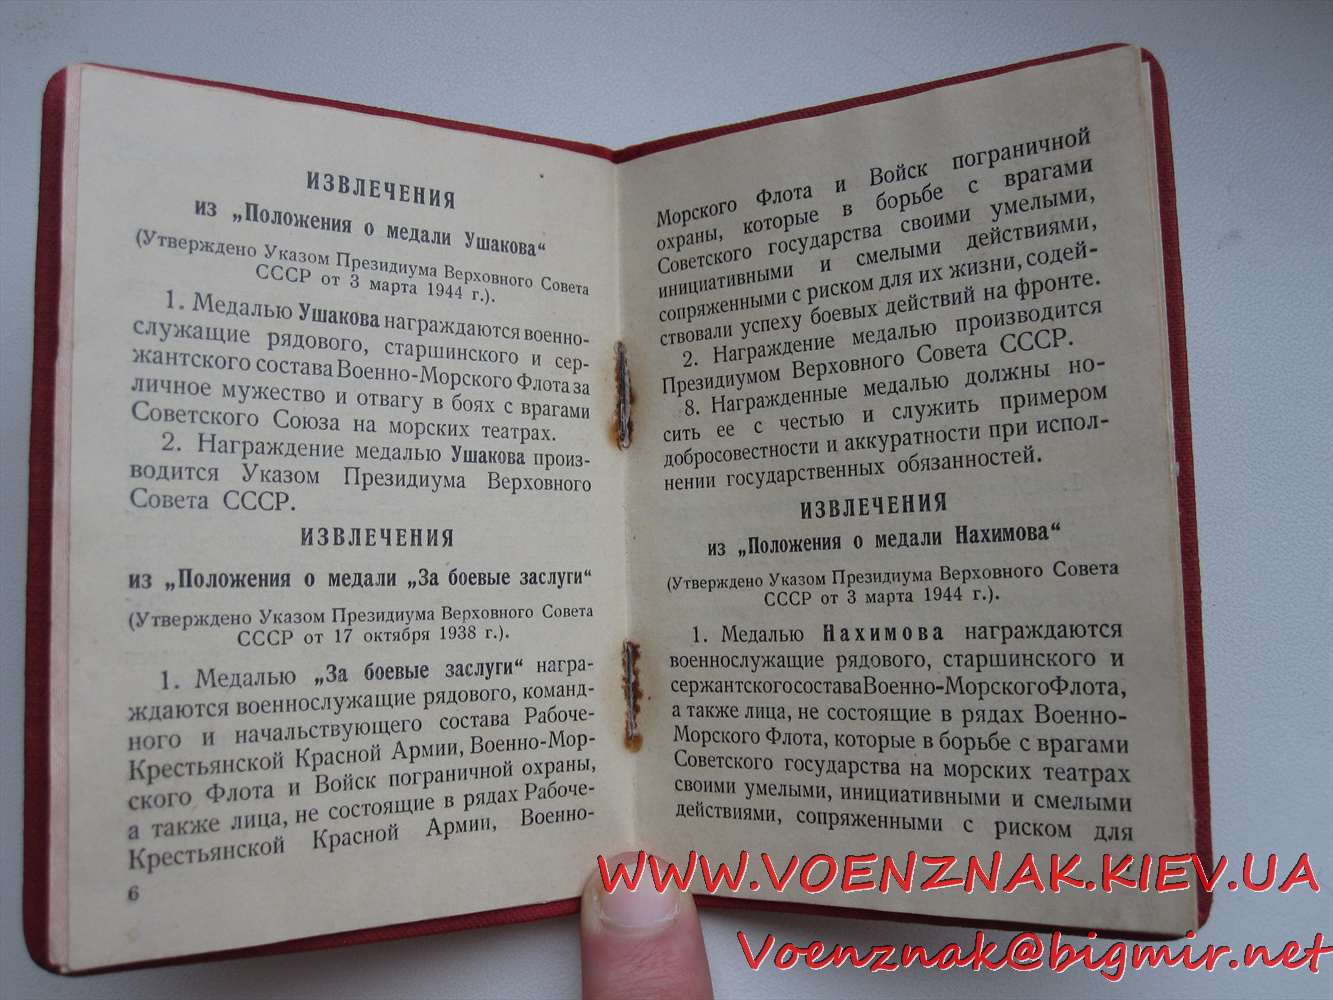 ИЗВЛЕЧЕНИЯ
из „Положения о медали Ушакова“
(Утверждено Указом Президиума Верховного Совета
СССР от 3 марта 1944 г.).
1. Медалью Ушакова награждаются военно-
служащие рядового, старшинского и сер-
жантского состава Военно-Морского Флота за
личное мужество и отвагу в боях с врагами
Советского Союза на морских театрах.
2. Награждение медалью Ушакова произ-
водится Указом Президиума Верховного
Совета СССР.
ИЗВЛЕЧЕНИЯ
из „Положения о медали „За боевые заслуги“
(Утверждено Указом Президиума Верховного Совета
СССР от 17 октября 1938 г.).
1. Медалью „За боевые заслуги“ награ-
ждаются военнослужащие рядового, команд-
ного и начальствующего состава Рабоче-
Крестьянской Красной Армии, Военно-Мор-
ского Флота и Войск пограничной охраны,
а также лица, не состоящие в рядах Рабоче-
Крестьянской Красной Армии, Военно-
6
Морского Флота и Войск пограничной
охраны, которые в борьбе с врагами
Советского государства своими умелыми,
инициативными и смелыми действиями,
сопряженными с риском для их жизни, содей-
ствовали успеху боевых действий на фронте.
2. Награждение медалью производится
Президиумом Верховного Совета СССР.
8. Награжденные медалью должны но-
сить ее с честью и служить примером
добросовестности и аккуратности при испол-
нении государственных обязанностей.
ИЗВЛЕЧЕНИЯ
из „Положения о медали Нахимова“
(Утверждено Указом Президиума Верховного Совета
СССР от 3 марта 1944 г.).
1. Медалью Нахимова награждаются
военнослужащие рядового, старшинского и
сержантского состава Военно-Морского Флота,
а также лица, не состоящие в рядах Военно-
Морского Флота, которые в борьбе с врагами
Советского государства на морских театрах
своими умелыми, инициативными и смелыми
действиями, сопряженными с риском для
WWW.VOENZNAK.KIEV.UA
Voenznak@bigmir.net